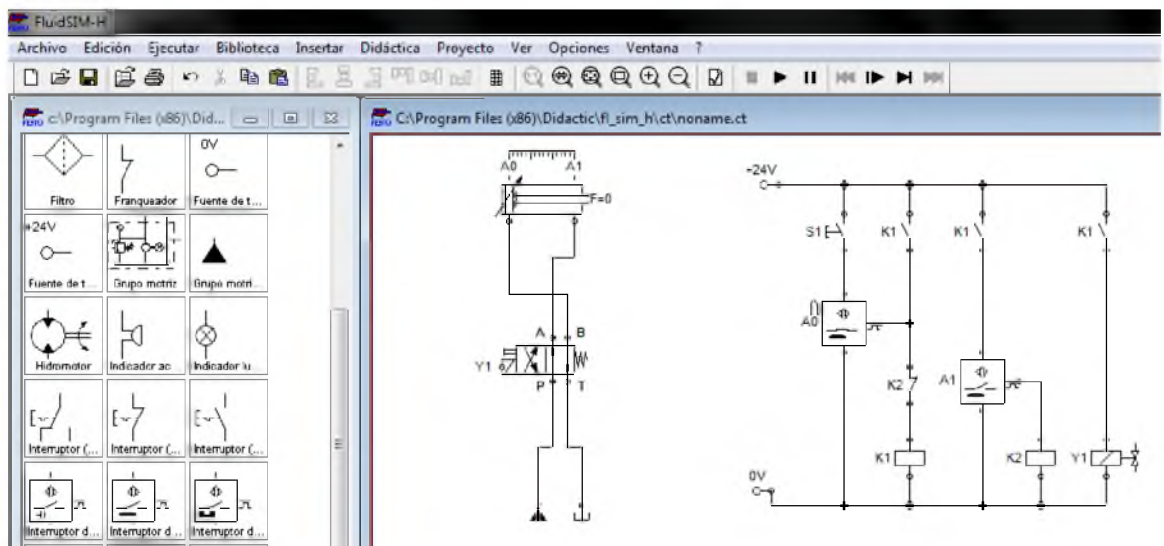 FluidSIM-H
Archivo Edición Ejecutar Biblioteca Insertar Didáctica Proyecto Ver Opciones Ventana ?
c:\Program Files (x86)\Did...
C:\Program Files (x86)\Didactic\fl_sim_h\ct\noname.ct
0V
Filtro Franqueador Fuente de t...
+24V
Fuente de t... Grupo motriz Grupo motri...
Hidromotor Indicador ac... Indicador lu...
Interruptor (... Interruptor (... Interruptor (...
Interruptor d... Interruptor d... Interruptor d...
A0 A1
F=0
A B
Y1
P T
+24V
S1 K1 K1 K1
A0
K2 A1
K1 K2 Y1
0V